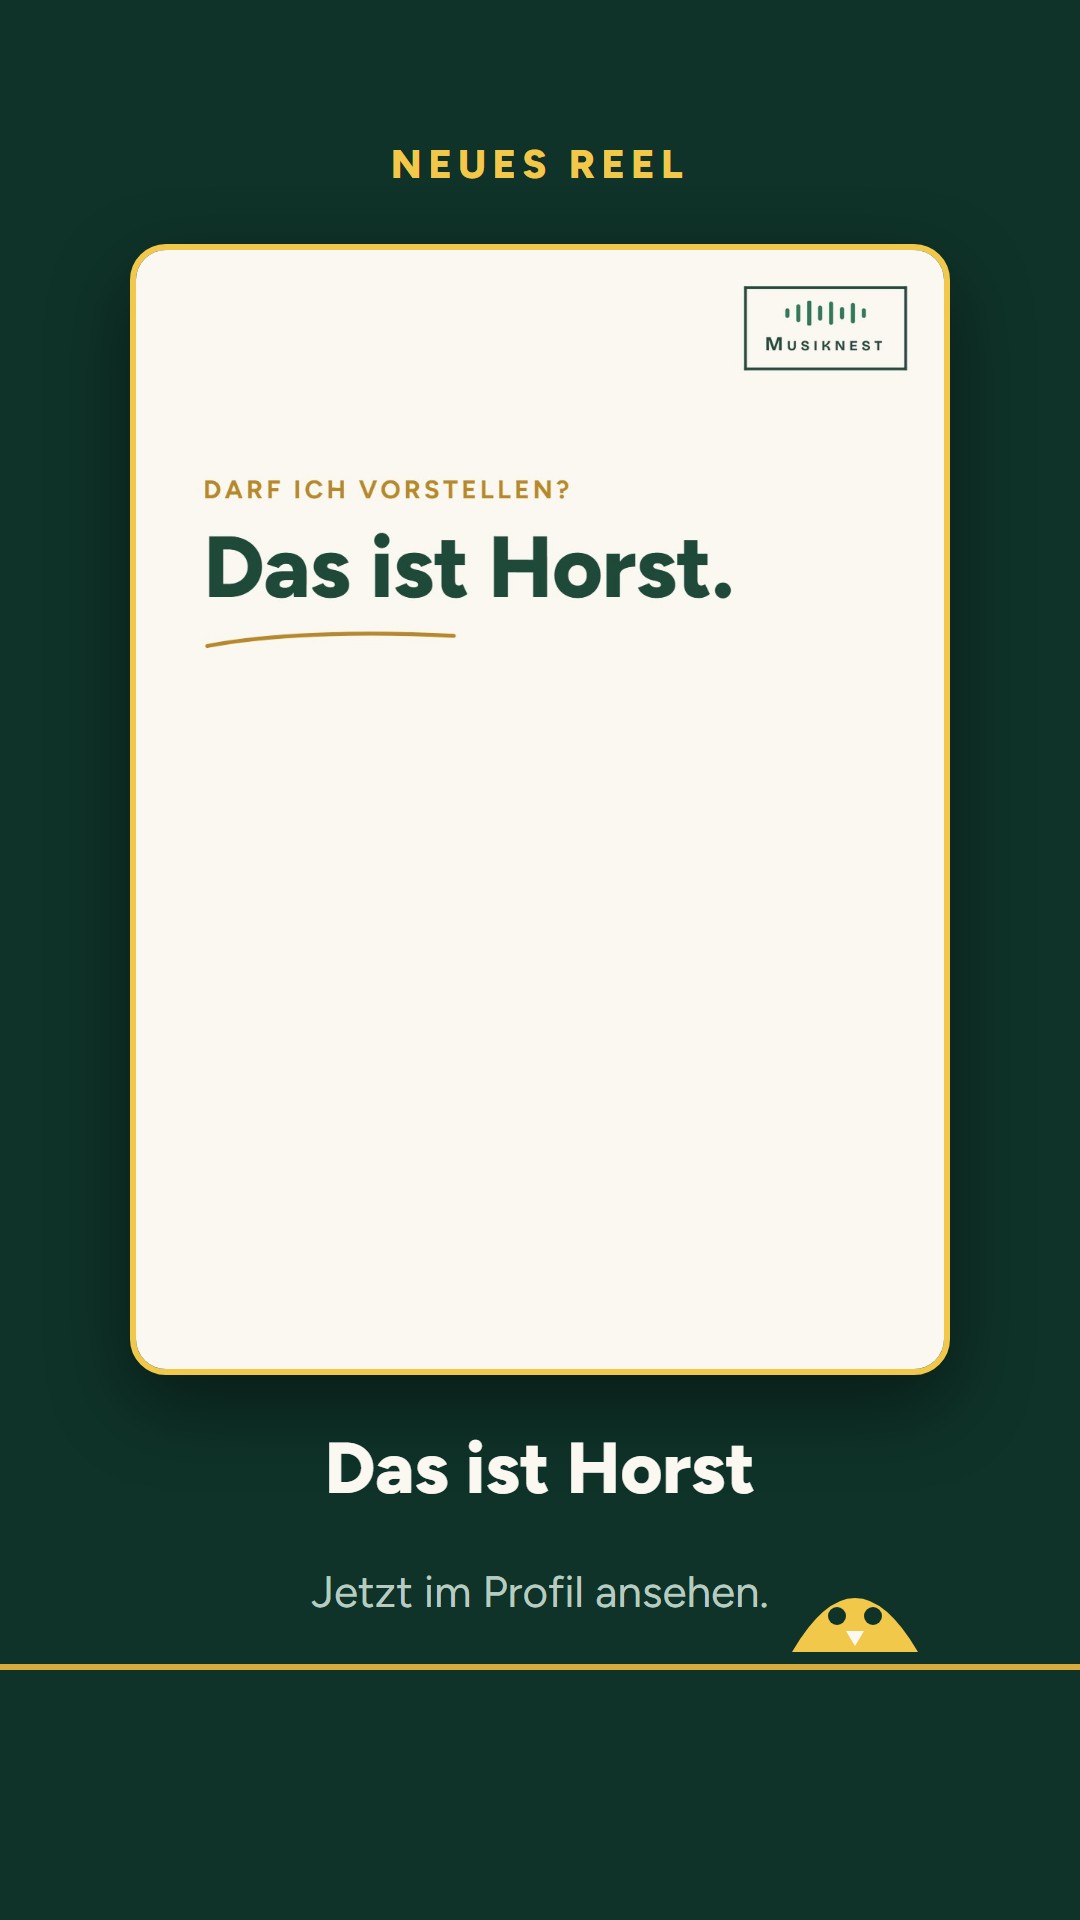 NEUES REEL
MUSIKNEST
DARF ICH VORSTELLEN?
Das ist Horst.
Das ist Horst
Jetzt im Profil ansehen.